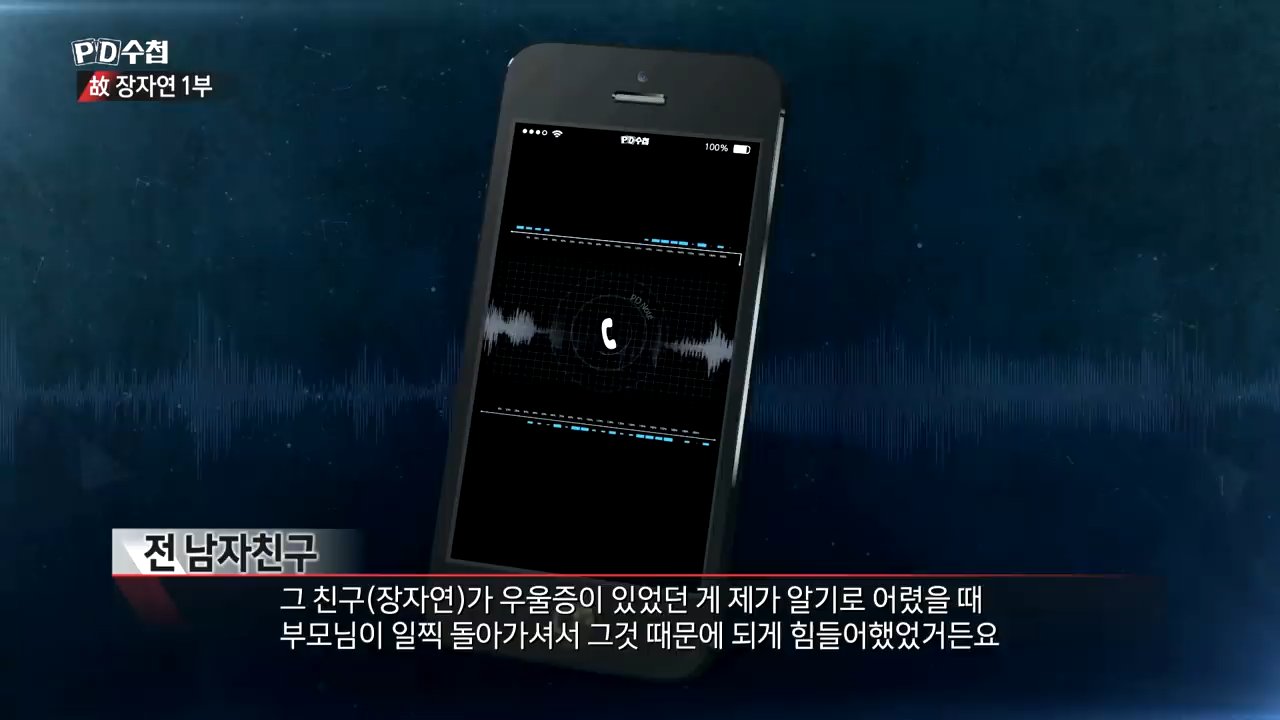 PD수첩
故 장자연 1부
PD수첩
100%
PD Note
전 남자친구
그 친구(장자연)가 우울증이 있었던 게 제가 알기로 어렸을 때
부모님이 일찍 돌아가셔서 그것 때문에 되게 힘들어했었거든요